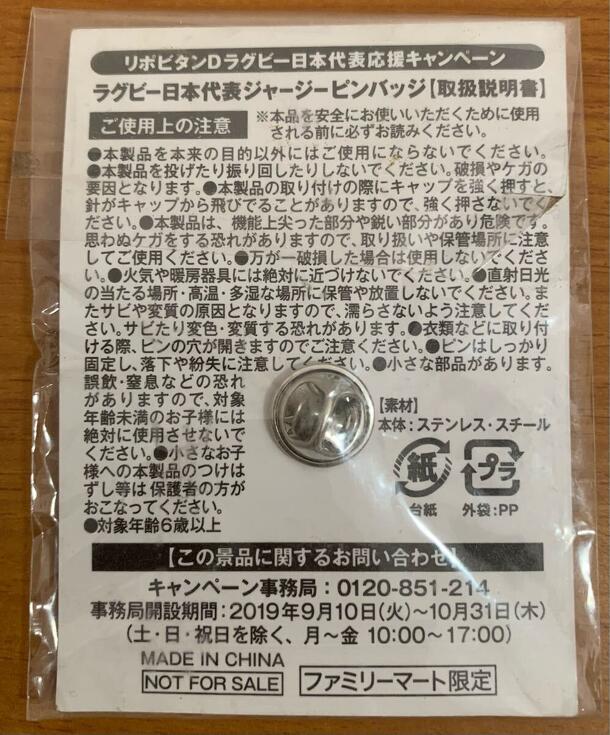 リポビタンDラグビー日本代表応援キャンペーン
ラグビー日本代表ジャージーピンバッジ【取扱説明書】
ご使用上の注意
※本品を安全にお使いいただくために使用
される前に必ずお読みください。
●本製品を本来の目的以外にはご使用にならないでください。
●本製品を投げたり振り回したりしないでください。破損やケガの
要因となります。●本製品の取り付けの際にキャップを強く押すと、
針がキャップから飛びでることがありますので、強く押さないでく
ださい。●本製品は、機能上尖った部分や鋭い部分があり危険です。
思わぬケガをする恐れがありますので、取り扱いや保管場所に注意
してご使用ください。●万が一破損した場合は使用しないでくださ
い。●火気や暖房器具には絶対に近づけないでください。●直射日光
の当たる場所・高温・多湿な場所に保管や放置しないでください。ま
たサビや変質の原因となりますので、濡らさないよう注意してくだ
さい。サビたり変色・変質する恐れがあります。●衣類などに取り付
ける際、ピンの穴が開きますのでご注意ください。●ピンはしっかり
固定し、落下や紛失に注意してください。●小さな部品があります。
誤飲・窒息などの恐れ
がありますので、対象
年齢未満のお子様には
絶対に使用させないで
ください。●小さなお子
様への本製品のつけは
ずし等は保護者の方が
おこなってください。
●対象年齢6歳以上
【素材】
本体：ステンレス・スチール
紙
台紙
プラ
外袋：PP
【この景品に関するお問い合わせ】
キャンペーン事務局：0120-851-214
事務局開設期間：2019年9月10日(火)～10月31日(木)
(土・日・祝日を除く、月～金 10:00～17:00)
MADE IN CHINA
NOT FOR SALE
ファミリーマート限定